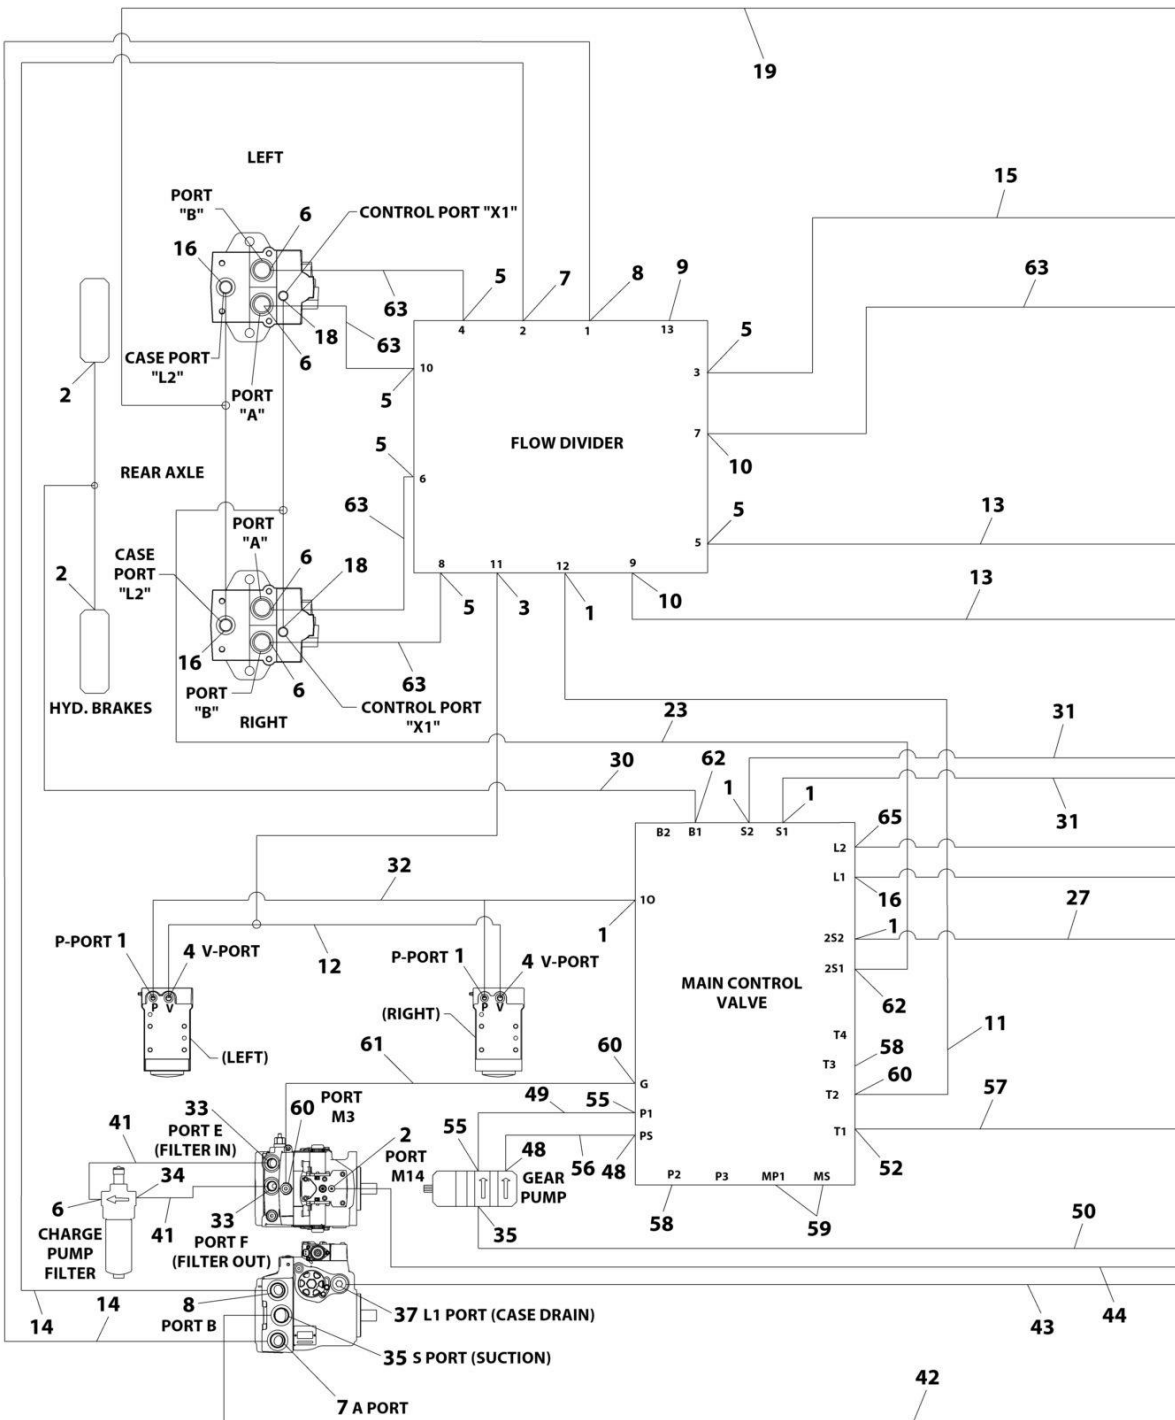 19
LEFT
15
PORT
"B"
6
CONTROL PORT "X1"
16
63
5
7
8
9
63
18
63
4
2
1
13
5
CASE PORT
"L2"
6
10
3
2
PORT
"A"
5
5
FLOW DIVIDER
7
10
REAR AXLE
6
5
63
PORT
"A"
5
13
CASE
PORT
"L2"
6
18
8
11
12
9
2
5
3
1
10
13
16
6
63
PORT
"B"
CONTROL PORT
"X1"
HYD. BRAKES
RIGHT
23
31
30
62
1
1
31
B2
B1
S2
S1
65
L2
32
L1
16
27
1O
1
P-PORT 1
4 V-PORT
12
P-PORT 1
4 V-PORT
1
2S2
2S1
MAIN CONTROL
VALVE
62
P
V
P
V
(RIGHT)
(LEFT)
11
T4
58
T3
61
60
G
60
T2
57
PORT
M3
49
55
P1
T1
33
60
41
PORT E
(FILTER IN)
2
PORT
M14
55
48
56
48
PS
52
34
GEAR
PUMP
P2
P3
MP1
MS
6
41
33
35
58
59
50
CHARGE
PUMP
FILTER
PORT F
(FILTER OUT)
14
14
8
PORT B
37 L1 PORT (CASE DRAIN)
43
44
35 S PORT (SUCTION)
42
7 A PORT